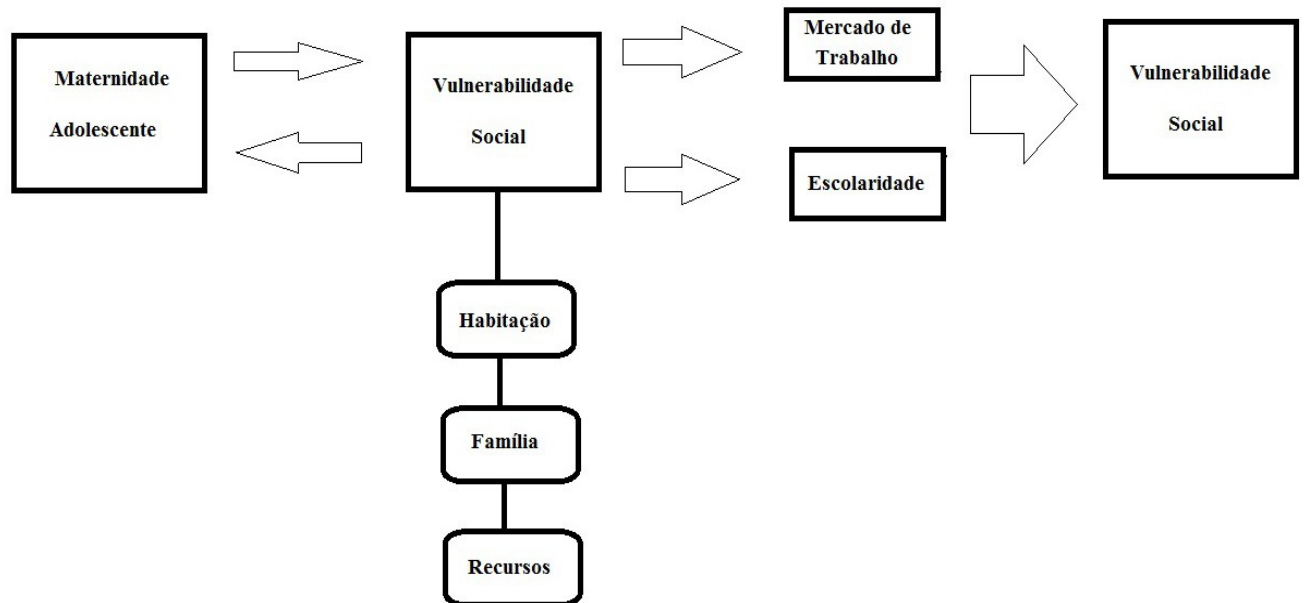 Maternidade
Adolescente
Vulnerabilidade
Social
Mercado de
Trabalho
Escolaridade
Vulnerabilidade
Social
Habitação
Família
Recursos